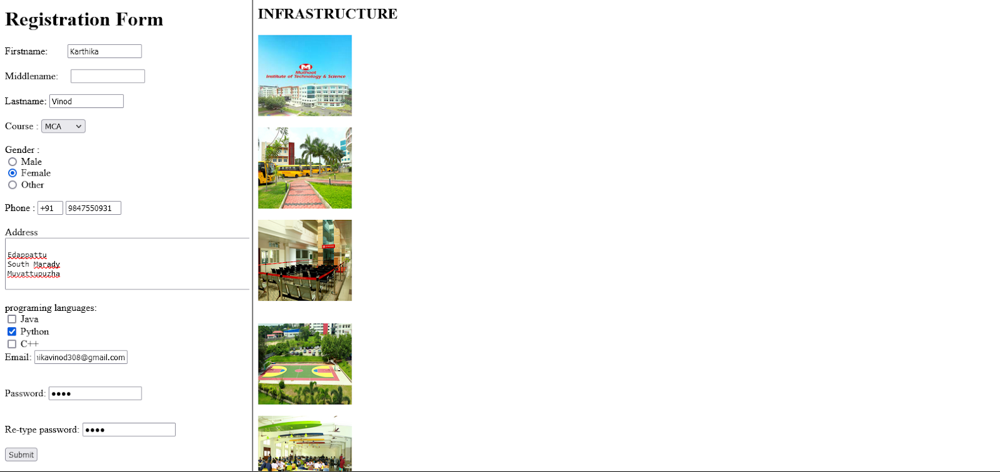 Registration Form
Firstname: Karthika
Middlename:
Lastname: Vinod
Course : MCA
Gender :
Male
Female
Other
Phone : +91 9847550931
Address
Edappattu
South Marady
Muvattupuzha
programing languages:
Java
Python
C++
Email: ikavinod308@gmail.com
Password: ••••
Re-type password: ••••
Submit
INFRASTRUCTURE
Muthoot
Institute of Technology & Science